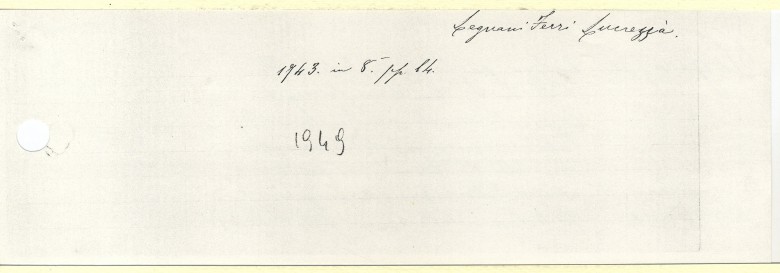 Legnani Ferri Lucrezia.
1943. in 8. pp 64.
1949